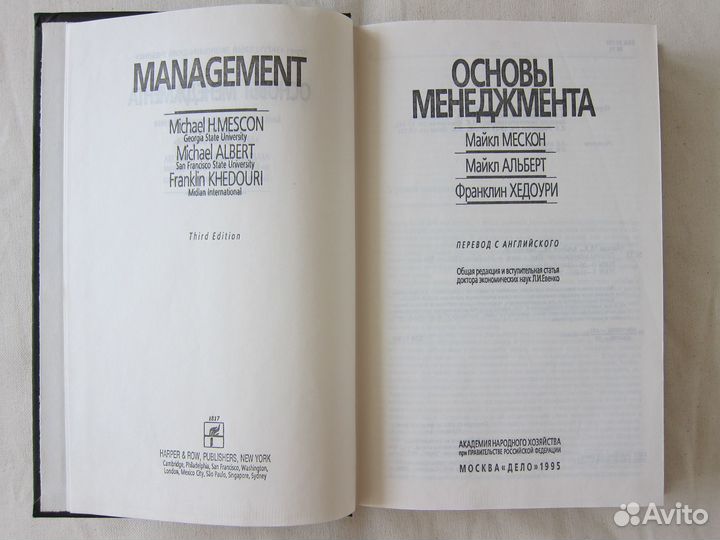 MANAGEMENT
Michael H.MESCON
Georgia State University
Michael ALBERT
San Francisco State University
Franklin KHEDOURI
Midian International
Third Edition
1817
HARPER & ROW, PUBLISHERS, NEW YORK
Cambridge, Philadelphia, San Francisco, Washington,
London, Mexico City, São Paulo, Singapore, Sydney
ОСНОВЫ
МЕНЕДЖМЕНТА
Майкл МЕСКОН
Майкл АЛЬБЕРТ
Франклин ХЕДОУРИ
ПЕРЕВОД С АНГЛИЙСКОГО
Общая редакция и вступительная статья
доктора экономических наук Л.И.Евенко
АКАДЕМИЯ НАРОДНОГО ХОЗЯЙСТВА
при ПРАВИТЕЛЬСТВЕ РОССИЙСКОЙ ФЕДЕРАЦИИ
МОСКВА «ДЕЛО» 1995
Avito